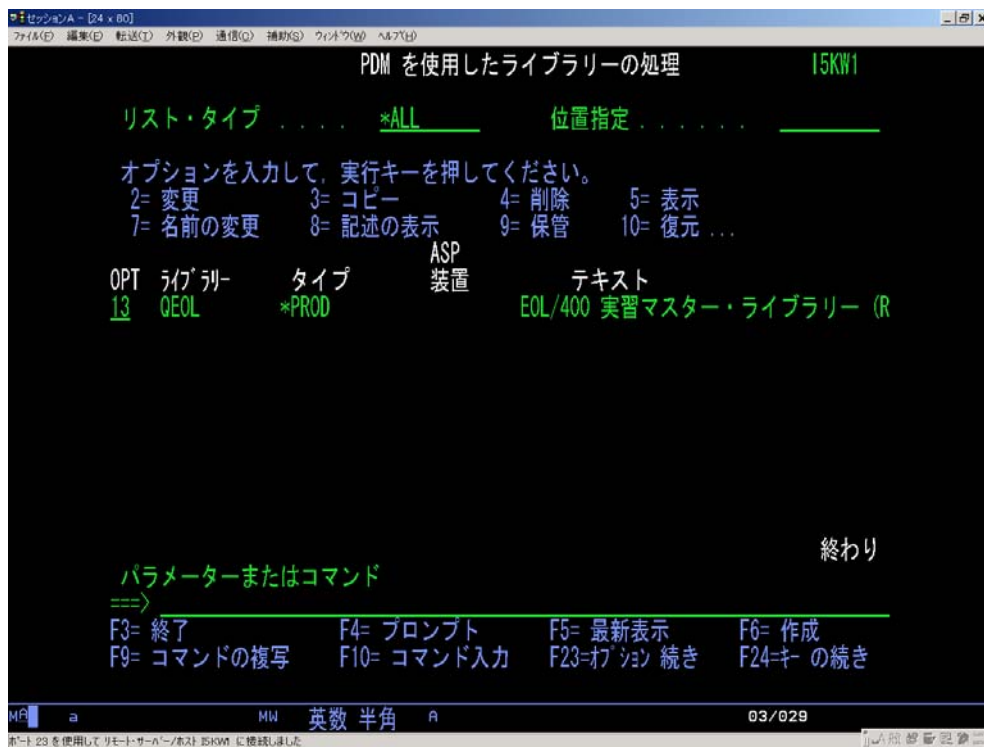 セッションA - [24 x 80]
ファイル(F) 編集(E) 転送(T) 外観(P) 通信(C) 補助(S) ウィンドウ(W) ヘルプ(H)
PDM を使用したライブラリーの処理 I5KW1
リスト・タイプ . . . . *ALL 位置指定 . . . . . .
オプションを入力して, 実行キーを押してください。
2= 変更 3= コピー 4= 削除 5= 表示
7= 名前の変更 8= 記述の表示 9= 保管 10= 復元 ...
ASP
OPT ライブラリー タイプ 装置 テキスト
13 QEOL *PROD EOL/400 実習マスター・ライブラリー (R
終わり
パラメーターまたはコマンド
===>
F3= 終了 F4= プロンプト F5= 最新表示 F6= 作成
F9= コマンドの複写 F10= コマンド入力 F23=オプション 続き F24=キー の続き
MA a MW 英数 半角 A 03/029
ポート 23 を使用して リモート・サーバー/ホスト I5KW1 に接続しました